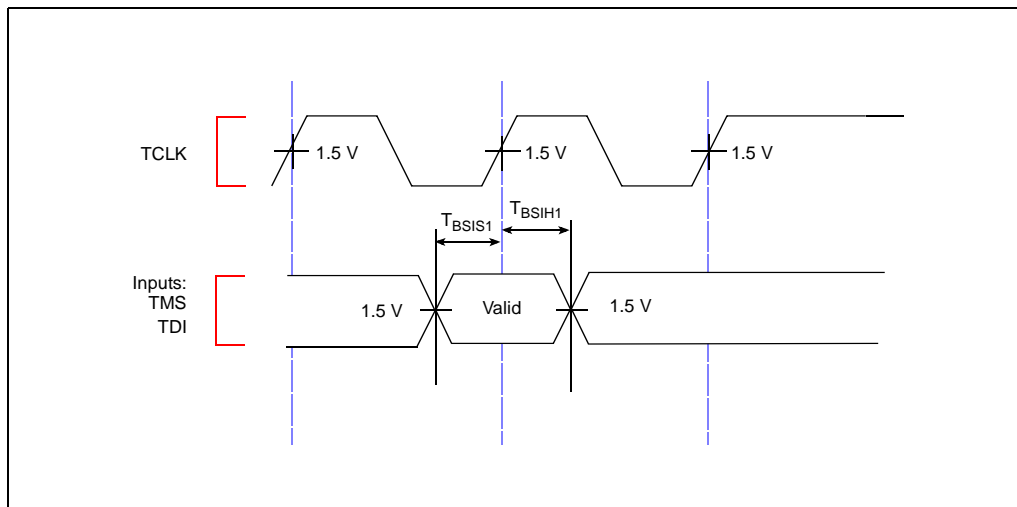 TCLK
1.5 V
1.5 V
1.5 V
TBSIS1
TBSIH1
Inputs:
TMS
TDI
1.5 V
Valid
1.5 V